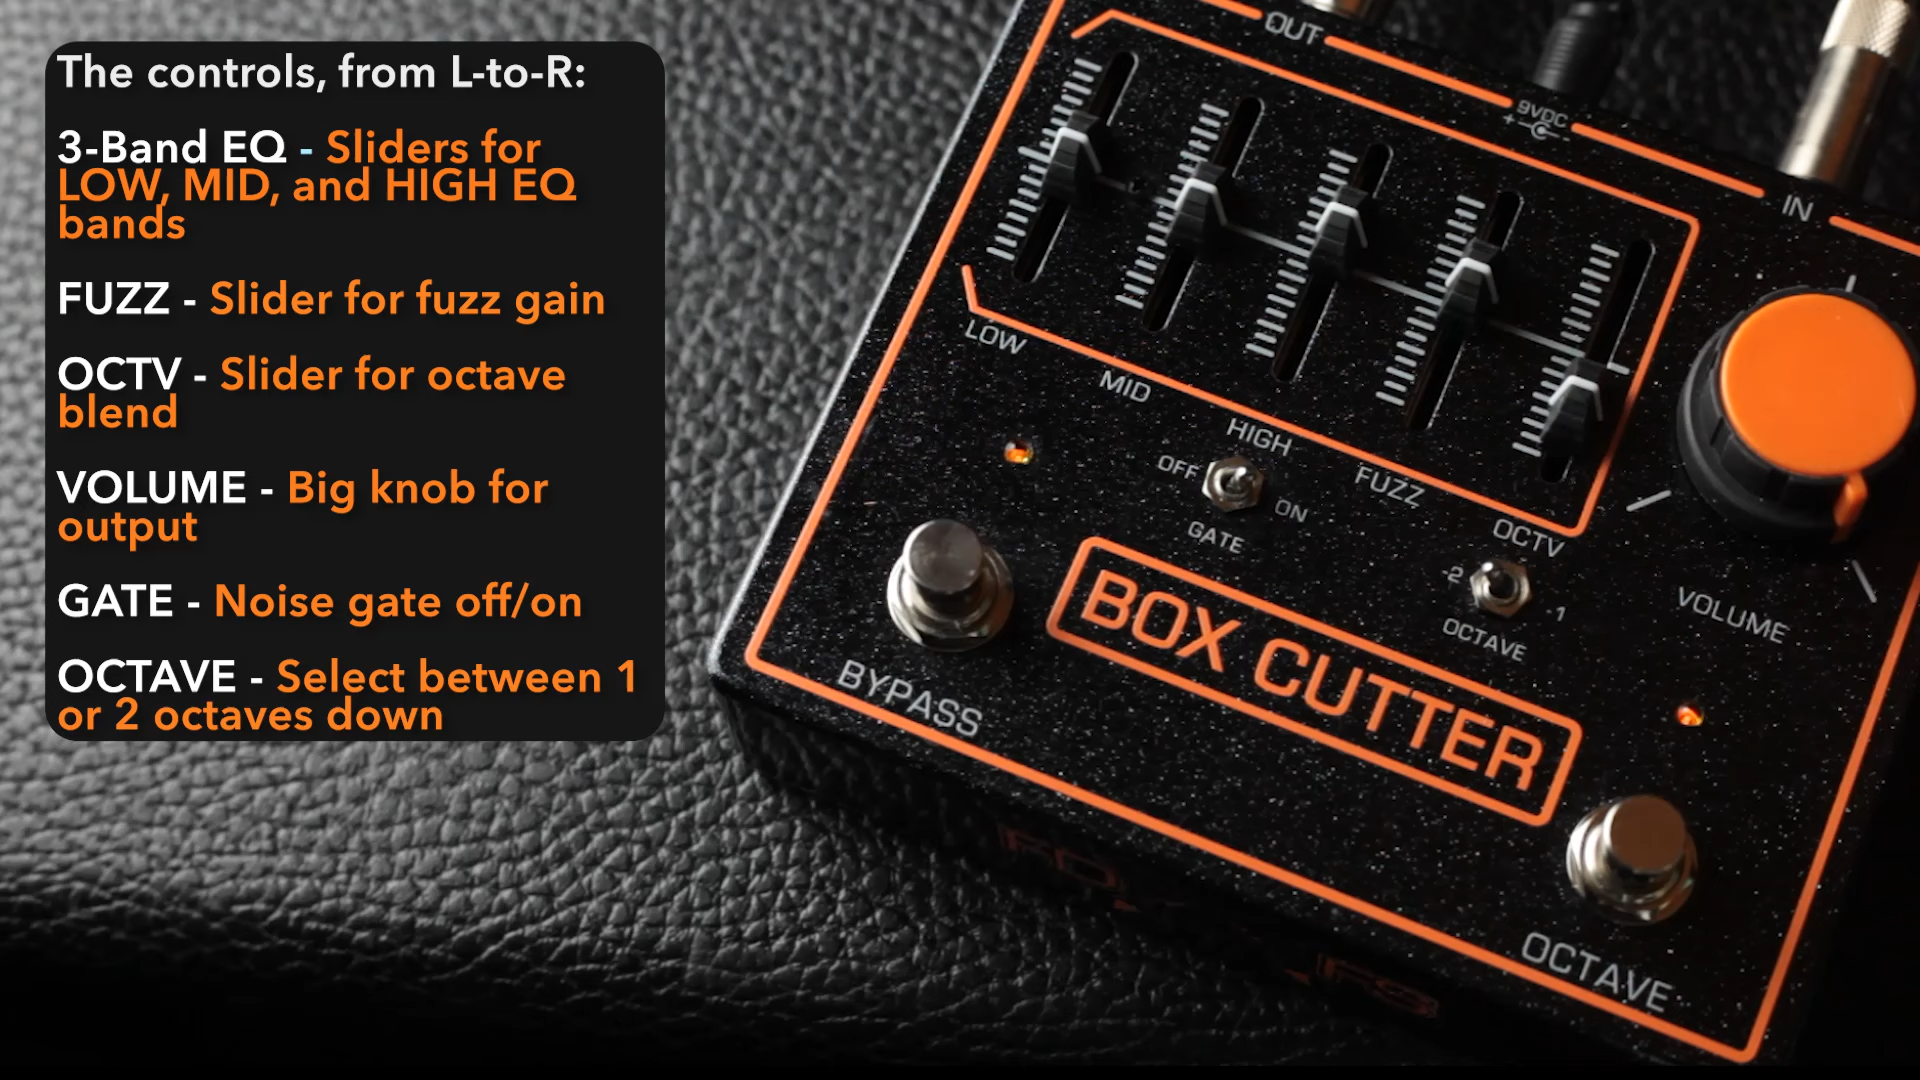 The controls, from L-to-R:
3-Band EQ - Sliders for
LOW, MID, and HIGH EQ
bands
FUZZ - Slider for fuzz gain
OCTV - Slider for octave
blend
VOLUME - Big knob for
output
GATE - Noise gate off/on
OCTAVE - Select between 1
or 2 octaves down
OUT
9VDC
+ -
IN
LOW
MID
HIGH
FUZZ
OCTV
OFF
ON
GATE
-2
1
OCTAVE
VOLUME
BOX CUTTER
BYPASS
OCTAVE